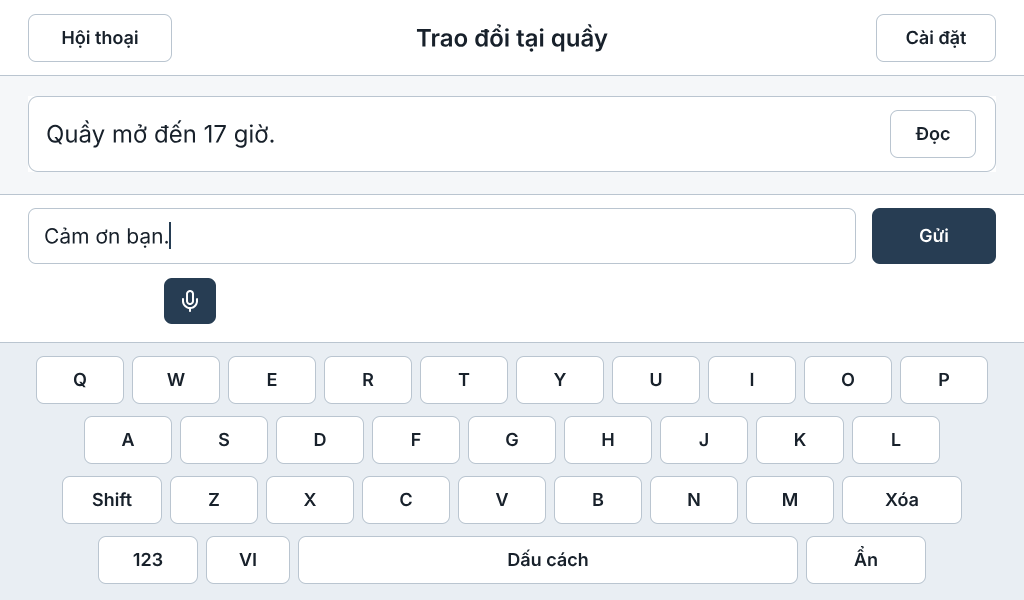 Hội thoại
Trao đổi tại quầy
Cài đặt
Quầy mở đến 17 giờ.
Đọc
Cảm ơn bạn.
Gửi
Q W E R T Y U I O P
A S D F G H J K L
Shift Z X C V B N M Xóa
123 VI Dấu cách Ẩn